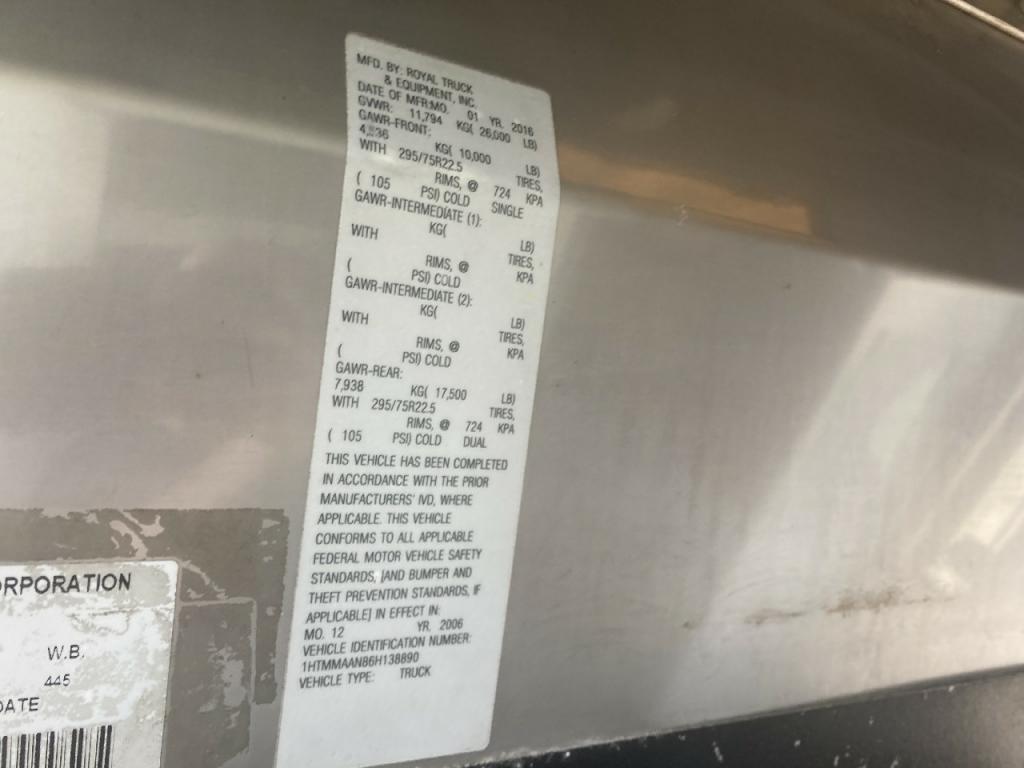 MFD. BY: ROYAL TRUCK
& EQUIPMENT, INC.
DATE OF MFR:MO. 01 YR. 2016
GVWR: 11,794 KG( 26,000 LB)
GAWR-FRONT:
KG( 10,000 LB)
WITH 295/75R22.5 TIRES,
RIMS, @ 724 KPA
( 105 PSI) COLD SINGLE
GAWR-INTERMEDIATE (1):
KG( LB)
WITH TIRES,
RIMS, @ KPA
( PSI) COLD
GAWR-INTERMEDIATE (2):
KG( LB)
WITH TIRES,
RIMS, @ KPA
( PSI) COLD
GAWR-REAR:
7,938 KG( 17,500 LB)
WITH 295/75R22.5 TIRES,
RIMS, @ 724 KPA
( 105 PSI) COLD DUAL
THIS VEHICLE HAS BEEN COMPLETED
IN ACCORDANCE WITH THE PRIOR
MANUFACTURERS' IVD, WHERE
APPLICABLE. THIS VEHICLE
CONFORMS TO ALL APPLICABLE
FEDERAL MOTOR VEHICLE SAFETY
STANDARDS, [AND BUMPER AND
THEFT PREVENTION STANDARDS, IF
APPLICABLE] IN EFFECT IN:
MO. 12 YR. 2006
VEHICLE IDENTIFICATION NUMBER:
1HTMMAAN86H138890
VEHICLE TYPE: TRUCK
ORPORATION
W.B.
445
DATE